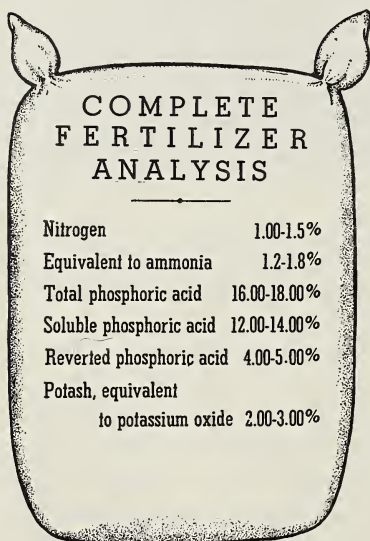 COMPLETE
FERTILIZER
ANALYSIS
Nitrogen 1.00-1.5%
Equivalent to ammonia 1.2-1.8%
Total phosphoric acid 16.00-18.00%
Soluble phosphoric acid 12.00-14.00%
Reverted phosphoric acid 4.00-5.00%
Potash, equivalent
to potassium oxide 2.00-3.00%